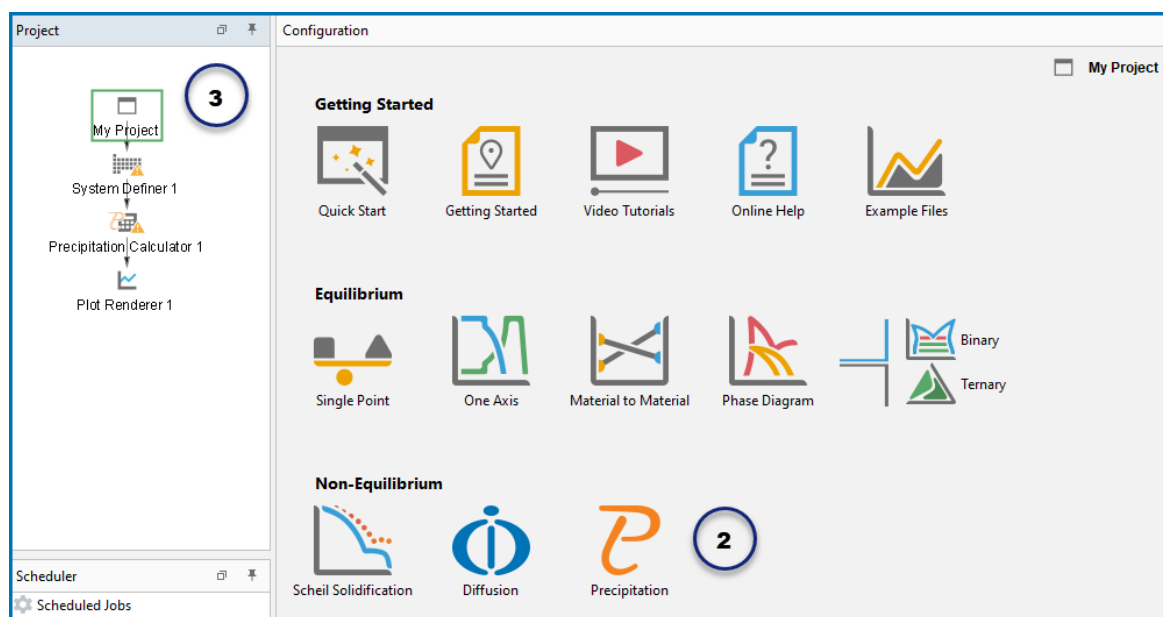 Project
3
My Project
System Definer 1
Precipitation Calculator 1
Plot Renderer 1
Scheduler
Scheduled Jobs
Configuration
My Project
Getting Started
Quick Start
Getting Started
Video Tutorials
Online Help
Example Files
Equilibrium
Single Point
One Axis
Material to Material
Phase Diagram
Binary
Ternary
Non-Equilibrium
Scheil Solidification
Diffusion
Precipitation
2